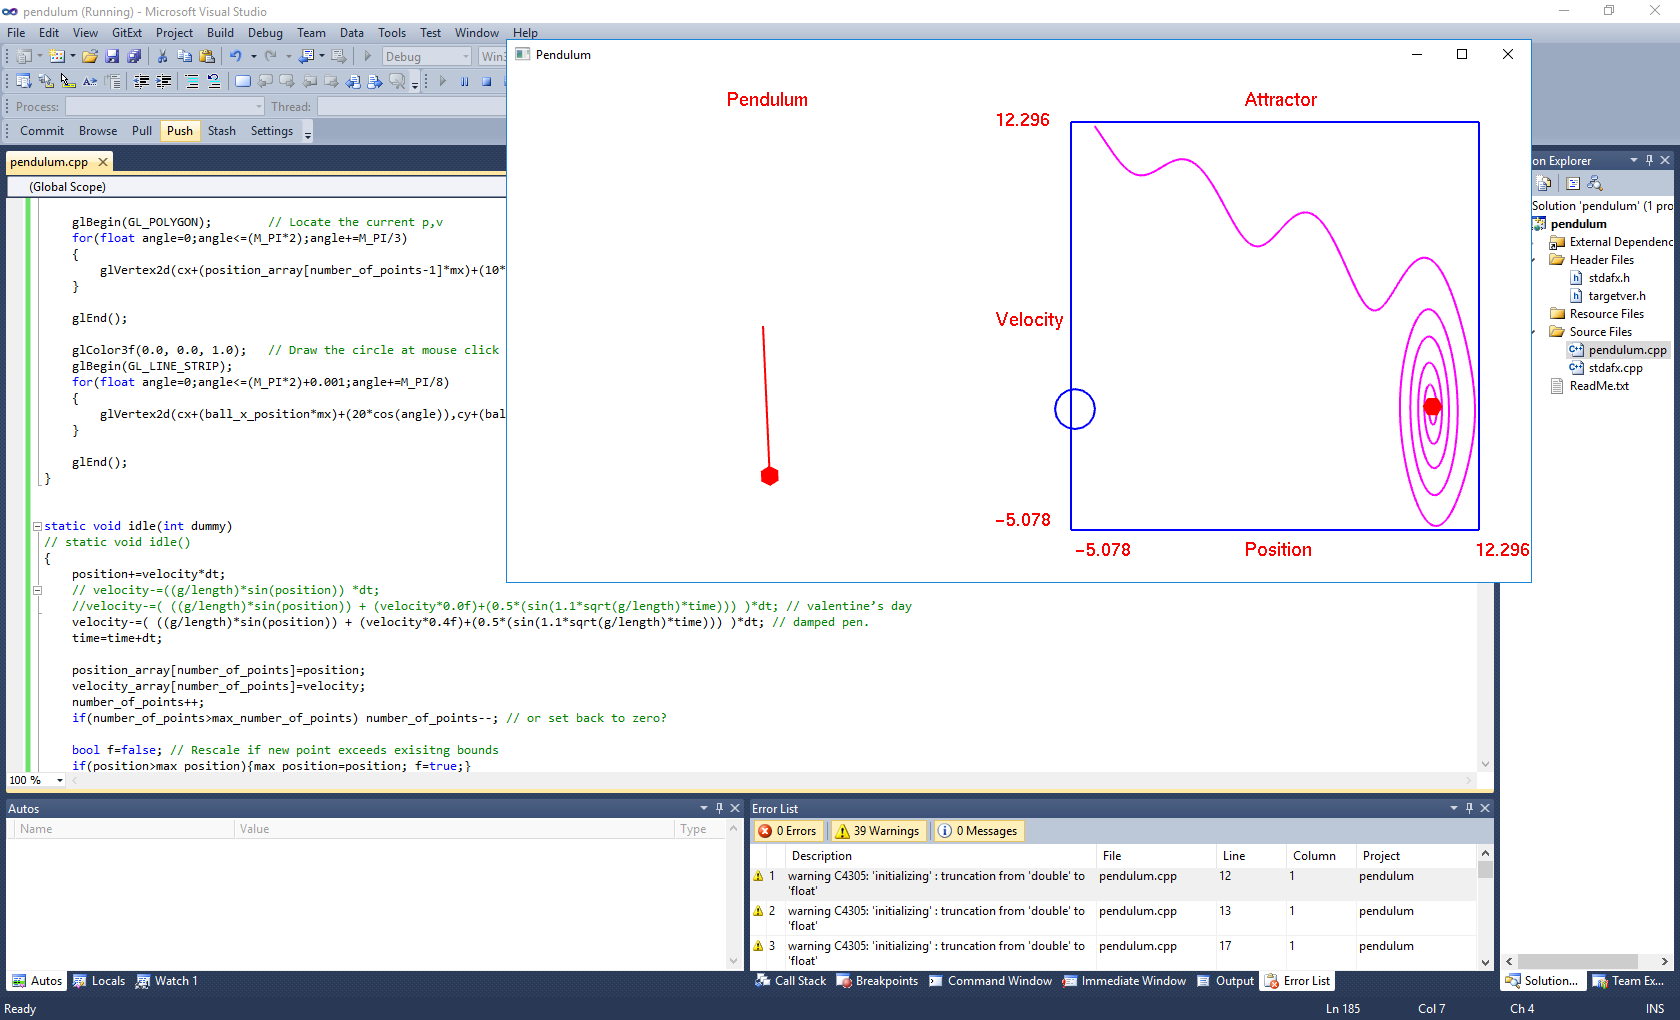 pendulum (Running) - Microsoft Visual Studio
File Edit View GitExt Project Build Debug Team Data Tools Test Window Help
Debug
Process: Thread:
Commit Browse Pull Push Stash Settings
pendulum.cpp
(Global Scope)
glBegin(GL_POLYGON); // Locate the current p,v
for(float angle=0;angle<=(M_PI*2);angle+=M_PI/3)
{
glVertex2d(cx+(position_array[number_of_points-1]*mx)+(10*
}
glEnd();
glColor3f(0.0, 0.0, 1.0); // Draw the circle at mouse click
glBegin(GL_LINE_STRIP);
for(float angle=0;angle<=(M_PI*2)+0.001;angle+=M_PI/8)
{
glVertex2d(cx+(ball_x_position*mx)+(20*cos(angle)),cy+(bal
}
glEnd();
}
static void idle(int dummy)
// static void idle()
{
position+=velocity*dt;
// velocity-=((g/length)*sin(position)) *dt;
//velocity-=( ((g/length)*sin(position)) + (velocity*0.0f)+(0.5*(sin(1.1*sqrt(g/length)*time))) )*dt; // valentine’s day
velocity-=( ((g/length)*sin(position)) + (velocity*0.4f)+(0.5*(sin(1.1*sqrt(g/length)*time))) )*dt; // damped pen.
time=time+dt;
position_array[number_of_points]=position;
velocity_array[number_of_points]=velocity;
number_of_points++;
if(number_of_points>max_number_of_points) number_of_points--; // or set back to zero?
bool f=false; // Rescale if new point exceeds exisitng bounds
if(position>max position){max position=position; f=true;}
100 %
Pendulum
Pendulum
Attractor
12.296
Velocity
-5.078
-5.078 Position 12.296
on Explorer
Solution 'pendulum' (1 pro
pendulum
External Dependenc
Header Files
stdafx.h
targetver.h
Resource Files
Source Files
pendulum.cpp
stdafx.cpp
ReadMe.txt
Autos
Name Value Type
Error List
0 Errors 39 Warnings 0 Messages
Description File Line Column Project
1 warning C4305: 'initializing' : truncation from 'double' to 'float' pendulum.cpp 12 1 pendulum
2 warning C4305: 'initializing' : truncation from 'double' to 'float' pendulum.cpp 13 1 pendulum
3 warning C4305: 'initializing' : truncation from 'double' to 'float' pendulum.cpp 17 1 pendulum
Autos Locals Watch 1
Call Stack Breakpoints Command Window Immediate Window Output Error List
Solution... Team Ex...
Ready Ln 185 Col 7 Ch 4 INS